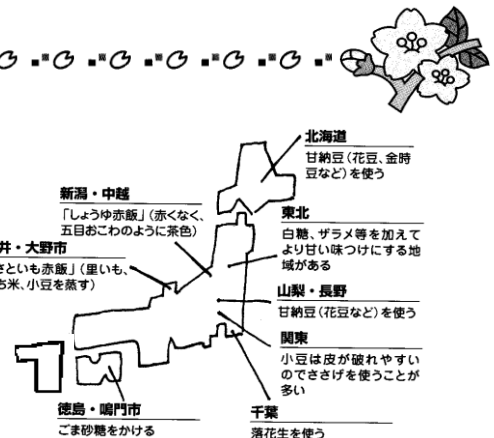 北海道
甘納豆（花豆、金時
豆など）を使う
新潟・中越
「しょうゆ赤飯」（赤くなく、
五目おこわのように茶色）
東北
白糖、ザラメ等を加えて
より甘い味つけにする地
域がある
井・大野市
さといも赤飯」（里いも、
ち米、小豆を蒸す）
山梨・長野
甘納豆（花豆など）を使う
関東
小豆は皮が破れやすい
のでささげを使うことが
多い
徳島・鳴門市
ごま砂糖をかける
千葉
落花生を使う